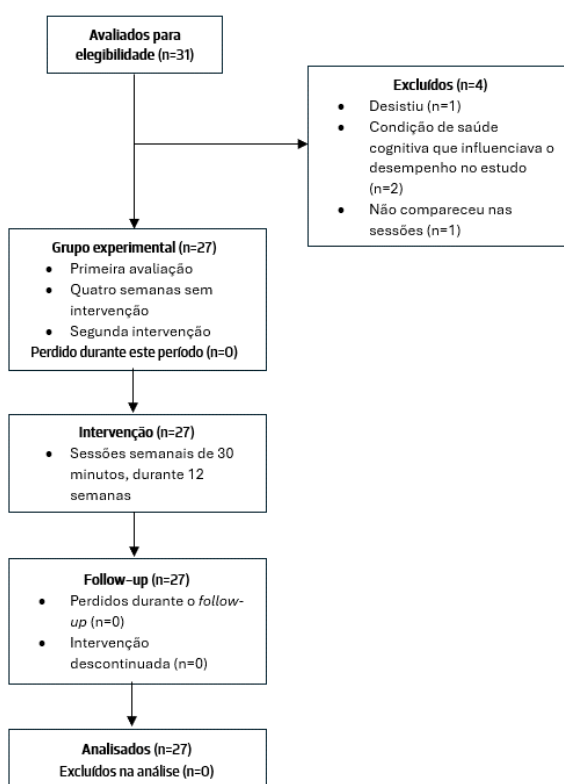 Avaliados para
elegibilidade (n=31)
Excluídos (n=4)
• Desistiu (n=1)
• Condição de saúde
cognitiva que influenciava o
desempenho no estudo
(n=2)
• Não compareceu nas
sessões (n=1)
Grupo experimental (n=27)
• Primeira avaliação
• Quatro semanas sem
intervenção
• Segunda intervenção
Perdido durante este período (n=0)
Intervenção (n=27)
• Sessões semanais de 30
minutos, durante 12
semanas
Follow-up (n=27)
• Perdidos durante o follow-
up (n=0)
• Intervenção
descontinuada (n=0)
Analisados (n=27)
Excluídos na análise (n=0)